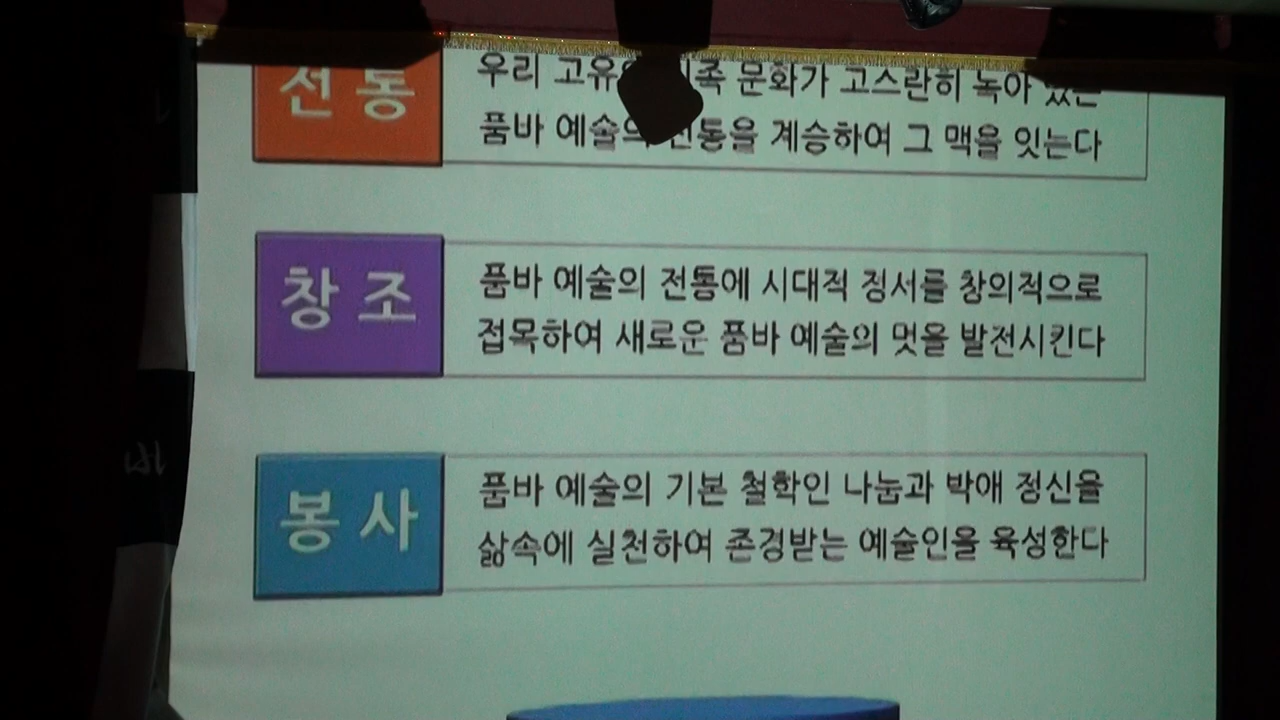 전통
우리 고유의 민족 문화가 고스란히 녹아 있는
품바 예술의 전통을 계승하여 그 맥을 잇는다
창조
품바 예술의 전통에 시대적 정서를 창의적으로
접목하여 새로운 품바 예술의 멋을 발전시킨다
봉사
품바 예술의 기본 철학인 나눔과 박애 정신을
삶속에 실천하여 존경받는 예술인을 육성한다
바